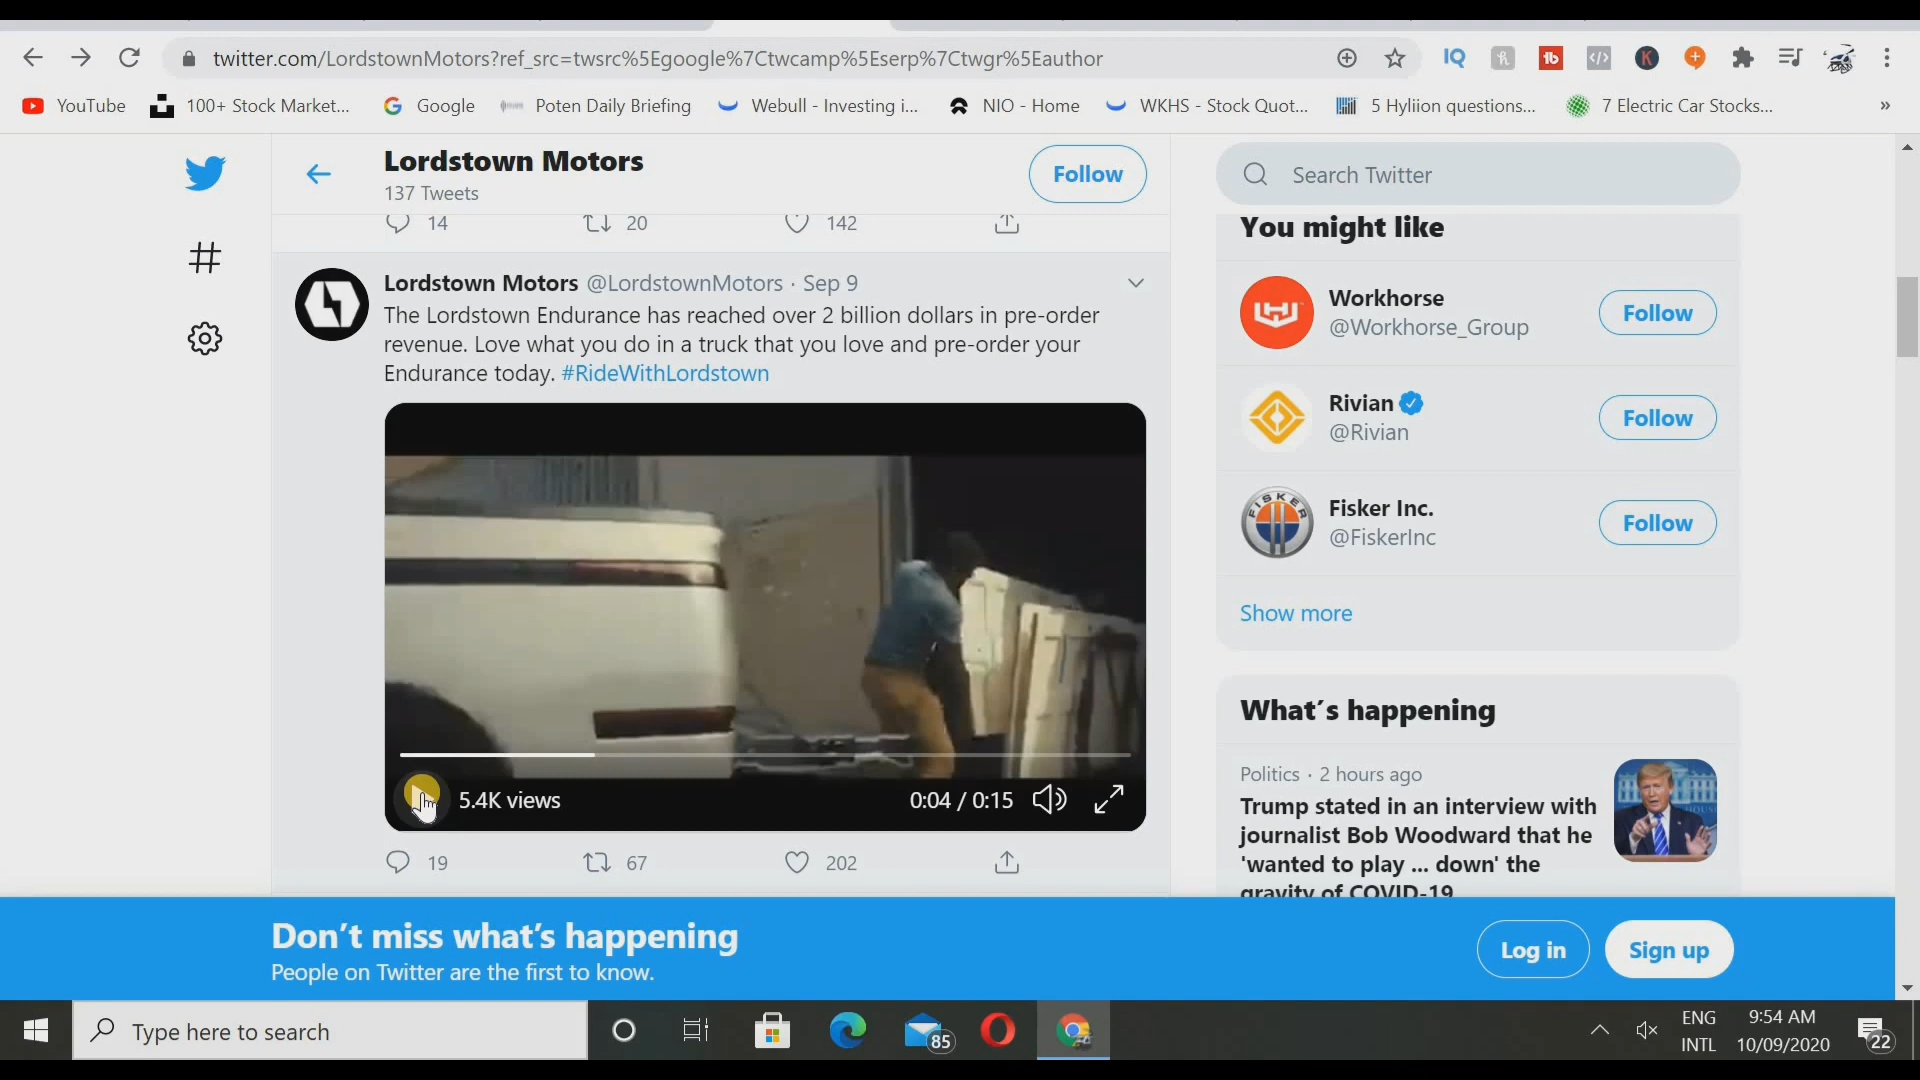 twitter.com/LordstownMotors?ref_src=twsrc%5Egoogle%7Ctwcamp%5Eserp%7Ctwgr%5Eauthor
IQ
K
YouTube
100+ Stock Market...
Google
Poten Daily Briefing
Webull - Investing i...
NIO - Home
WKHS - Stock Quot...
5 Hyliion questions...
7 Electric Car Stocks...
»
Lordstown Motors
137 Tweets
Follow
14 20 142
Lordstown Motors @LordstownMotors · Sep 9
The Lordstown Endurance has reached over 2 billion dollars in pre-order
revenue. Love what you do in a truck that you love and pre-order your
Endurance today. #RideWithLordstown
5.4K views
0:04 / 0:15
19 67 202
Search Twitter
You might like
Workhorse
@Workhorse_Group
Follow
Rivian
@Rivian
Follow
FISKER
Fisker Inc.
@FiskerInc
Follow
Show more
What's happening
Politics · 2 hours ago
Trump stated in an interview with
journalist Bob Woodward that he
'wanted to play ... down' the
gravity of COVID-19
Don't miss what's happening
People on Twitter are the first to know.
Log in
Sign up
Type here to search
85
ENG
INTL
9:54 AM
10/09/2020
22